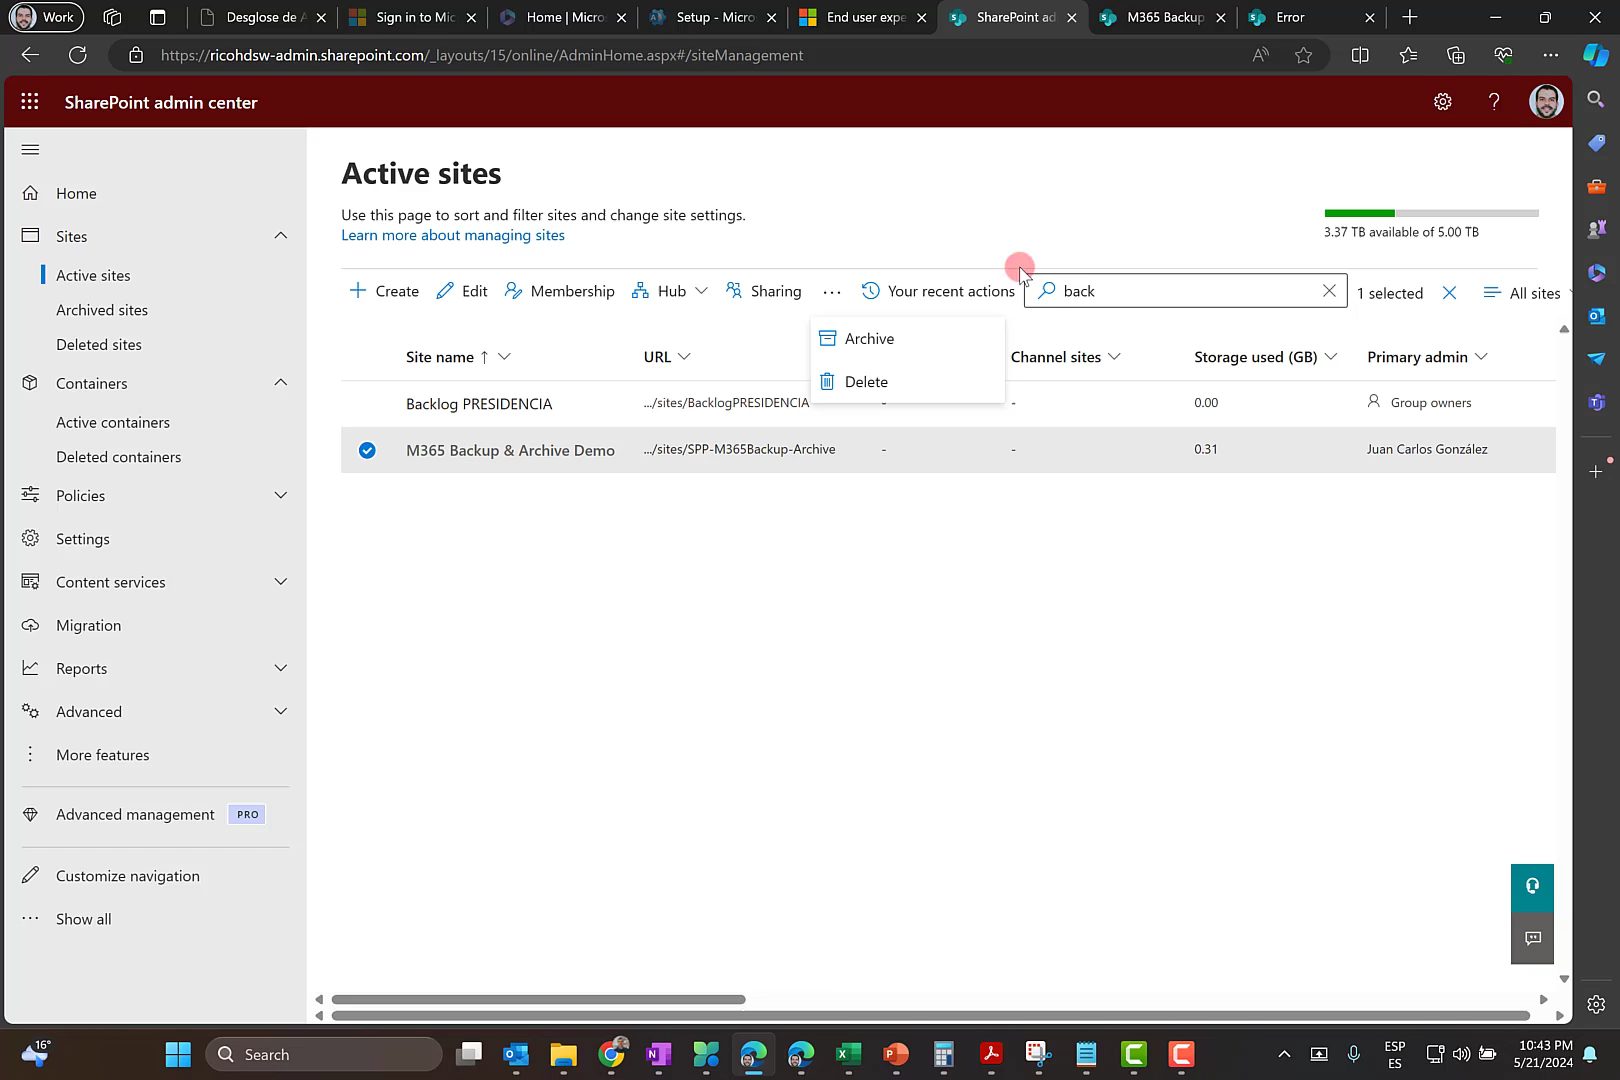 Work
Desglose de A
Sign in to Mic
Home | Micro
Setup - Micro
End user expe
SharePoint ad
M365 Backup
Error
https://ricohdsw-admin.sharepoint.com/_layouts/15/online/AdminHome.aspx#/siteManagement
SharePoint admin center
Home
Sites
Active sites
Archived sites
Deleted sites
Containers
Active containers
Deleted containers
Policies
Settings
Content services
Migration
Reports
Advanced
More features
Advanced management PRO
Customize navigation
Show all
Active sites
Use this page to sort and filter sites and change site settings.
Learn more about managing sites
3.37 TB available of 5.00 TB
Create Edit Membership Hub Sharing ... Your recent actions back 1 selected All sites
Archive
Delete
Site name ↑ URL Channel sites Storage used (GB) Primary admin
Backlog PRESIDENCIA .../sites/BacklogPRESIDENCIA - - 0.00 Group owners
M365 Backup & Archive Demo .../sites/SPP-M365Backup-Archive - - 0.31 Juan Carlos González
16°
Search
ESP
ES
10:43 PM
5/21/2024